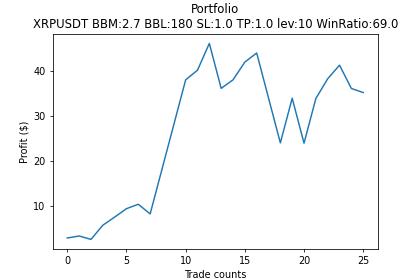 Portfolio
XRPUSDT BBM:2.7 BBL:180 SL:1.0 TP:1.0 lev:10 WinRatio:69.0
Profit ($)
40
30
20
10
0
5
10
15
20
25
Trade counts